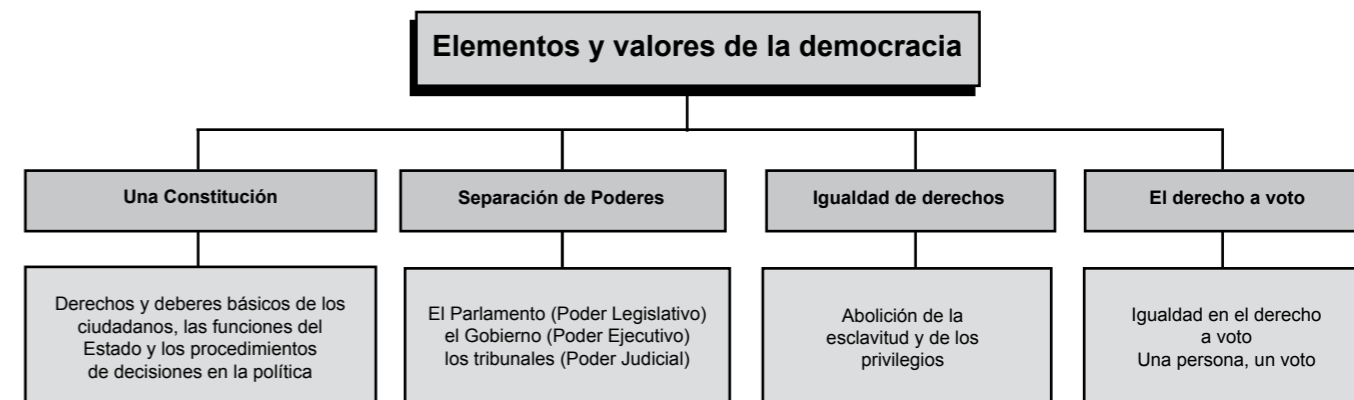 Elementos y valores de la democracia
Una Constitución
Separación de Poderes
Igualdad de derechos
El derecho a voto
Derechos y deberes básicos de los
ciudadanos, las funciones del
Estado y los procedimientos
de decisiones en la política
El Parlamento (Poder Legislativo)
el Gobierno (Poder Ejecutivo)
los tribunales (Poder Judicial)
Abolición de la
esclavitud y de los
privilegios
Igualdad en el derecho
a voto
Una persona, un voto